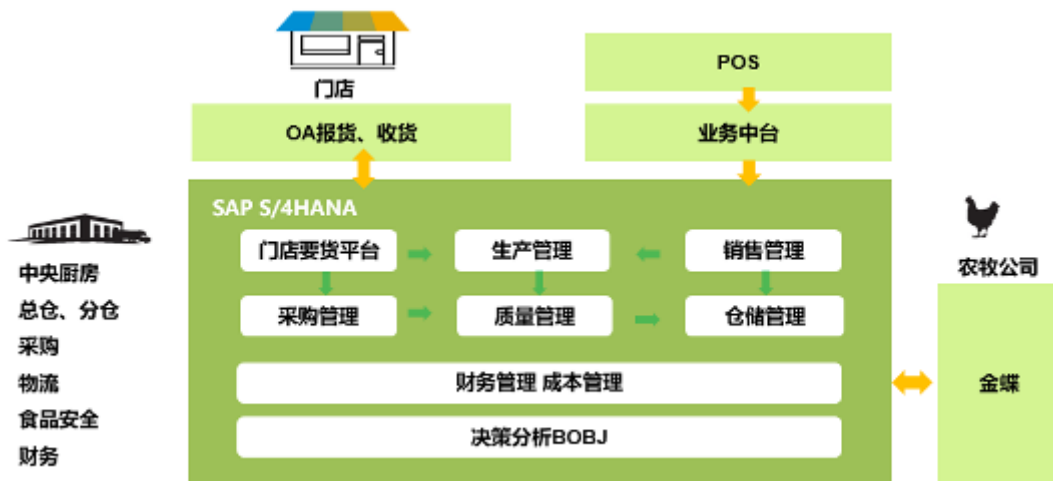 门店
POS
OA报货、收货
业务中台
SAP S/4HANA
门店要货平台
生产管理
销售管理
采购管理
质量管理
仓储管理
财务管理 成本管理
决策分析BOBJ
中央厨房
总仓、分仓
采购
物流
食品安全
财务
农牧公司
金蝶